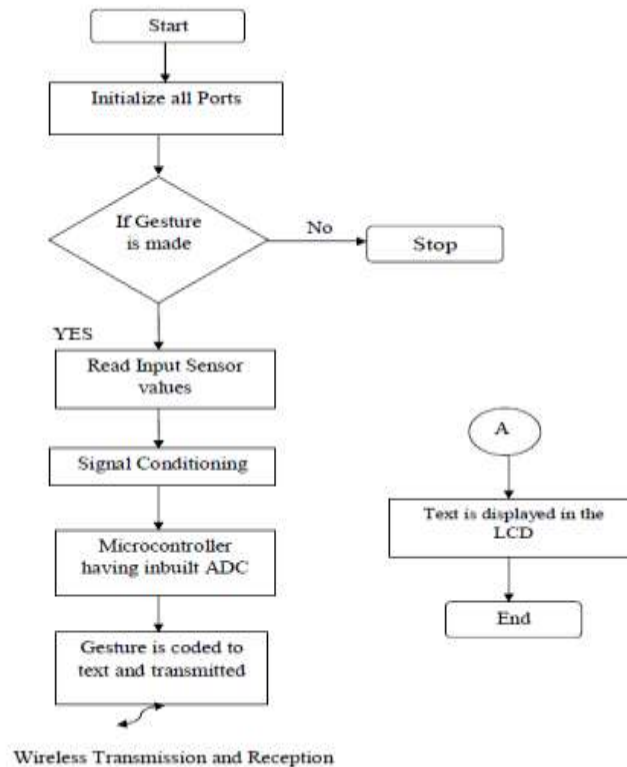 Start
Initialize all Ports
If Gesture
is made
No
Stop
YES
Read Input Sensor
values
Signal Conditioning
Microcontroller
having inbuilt ADC
Gesture is coded to
text and transmitted
Wireless Transmission and Reception
A
Text is displayed in the
LCD
End